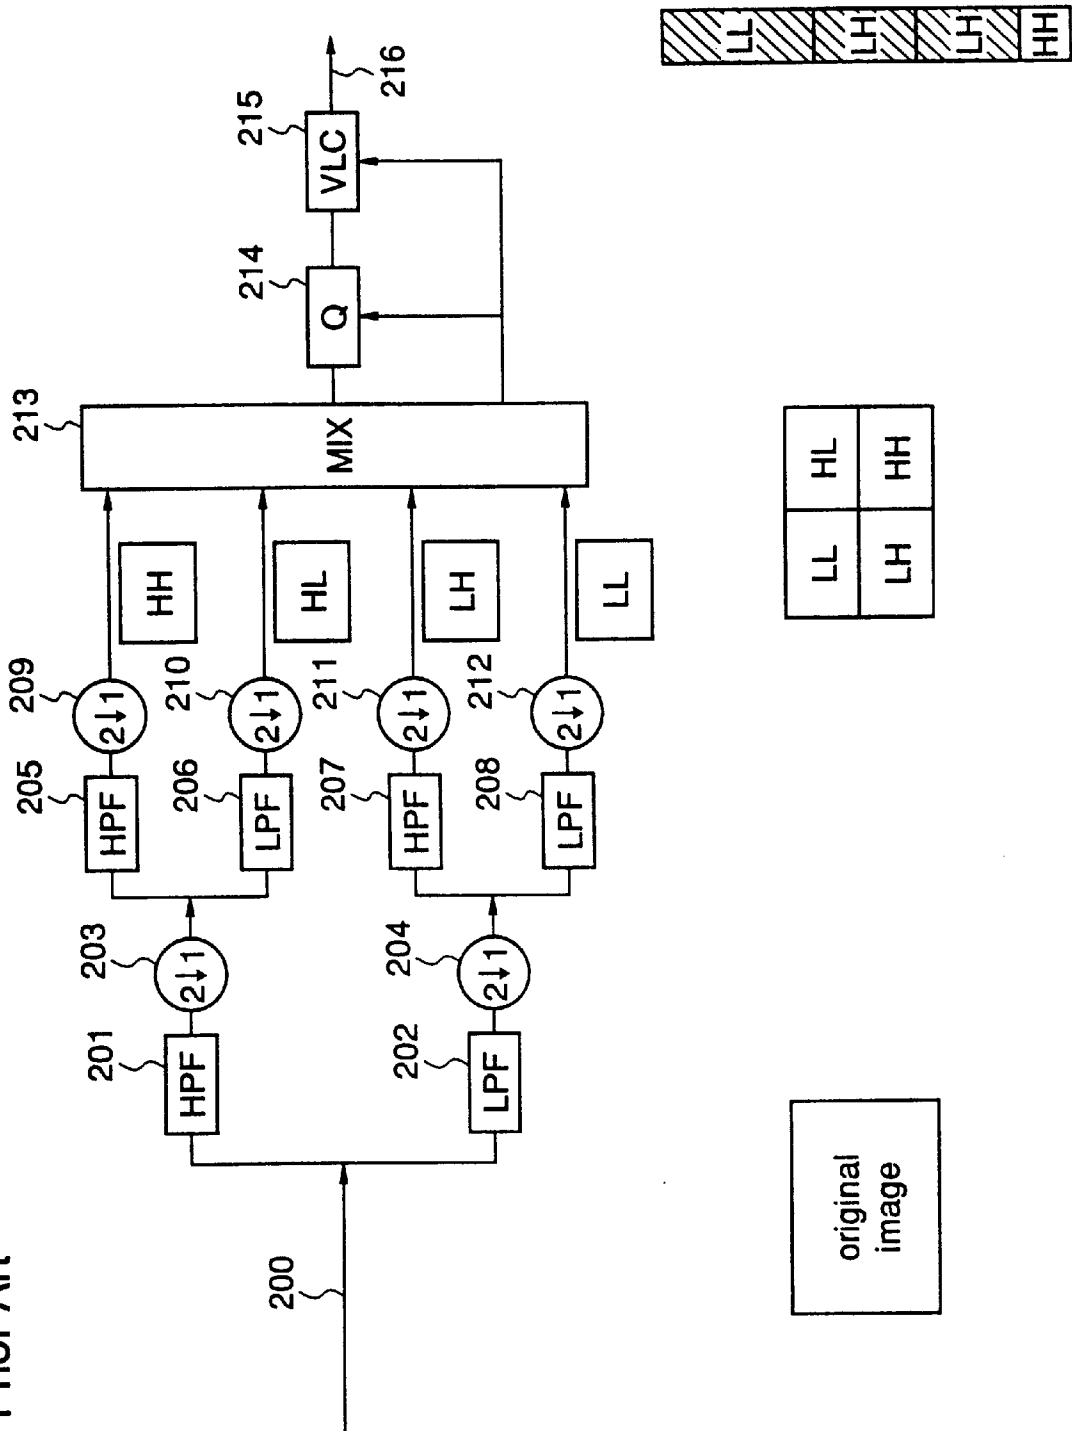 Prior Art
213
209
205
203
201
HPF
2↓1
HPF
2↓1
HH
210
206
LPF
2↓1
HL
MIX
214
Q
215
VLC
216
200
211
207
204
202
LPF
2↓1
HPF
2↓1
LH
212
208
LPF
2↓1
LL
original
image
LL
HL
LH
HH
LL
LH
LH
HH